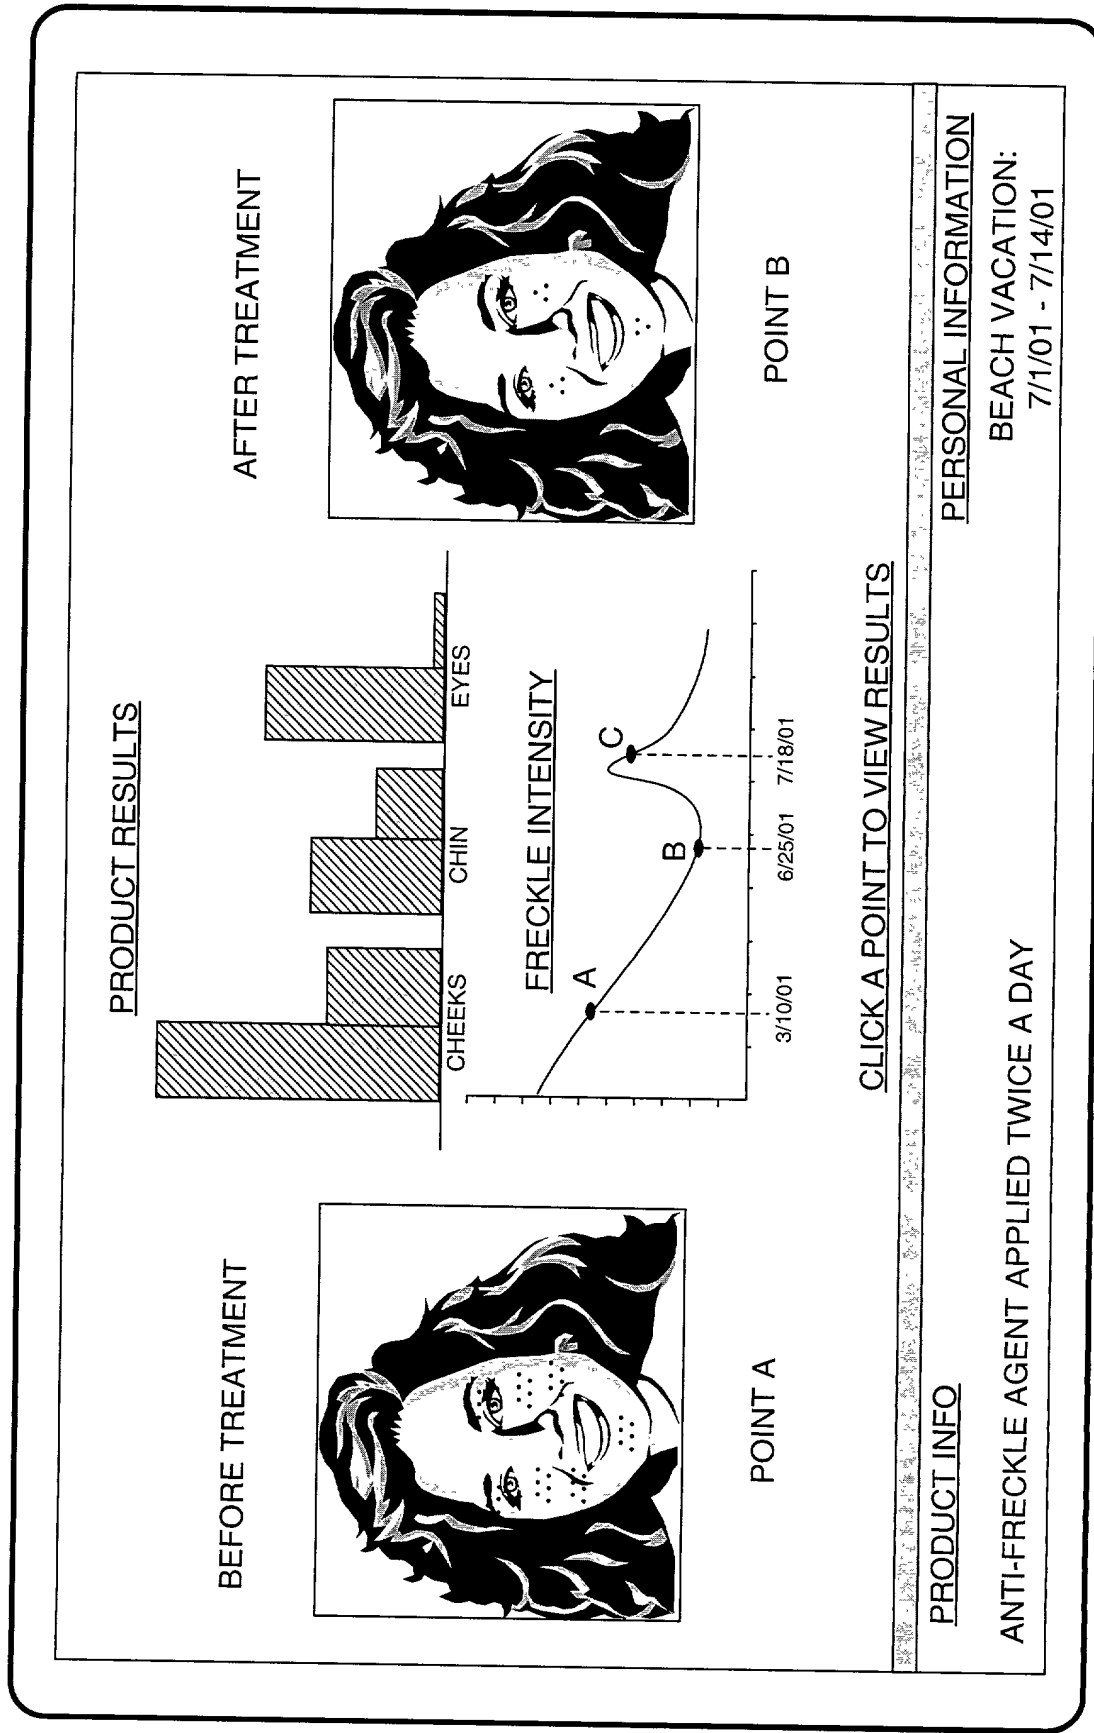 PRODUCT RESULTS
BEFORE TREATMENT
AFTER TREATMENT
CHEEKS
CHIN
EYES
FRECKLE INTENSITY
A
B
C
3/10/01
6/25/01
7/18/01
POINT A
POINT B
CLICK A POINT TO VIEW RESULTS
PRODUCT INFO
ANTI-FRECKLE AGENT APPLIED TWICE A DAY
PERSONAL INFORMATION
BEACH VACATION:
7/1/01 - 7/14/01